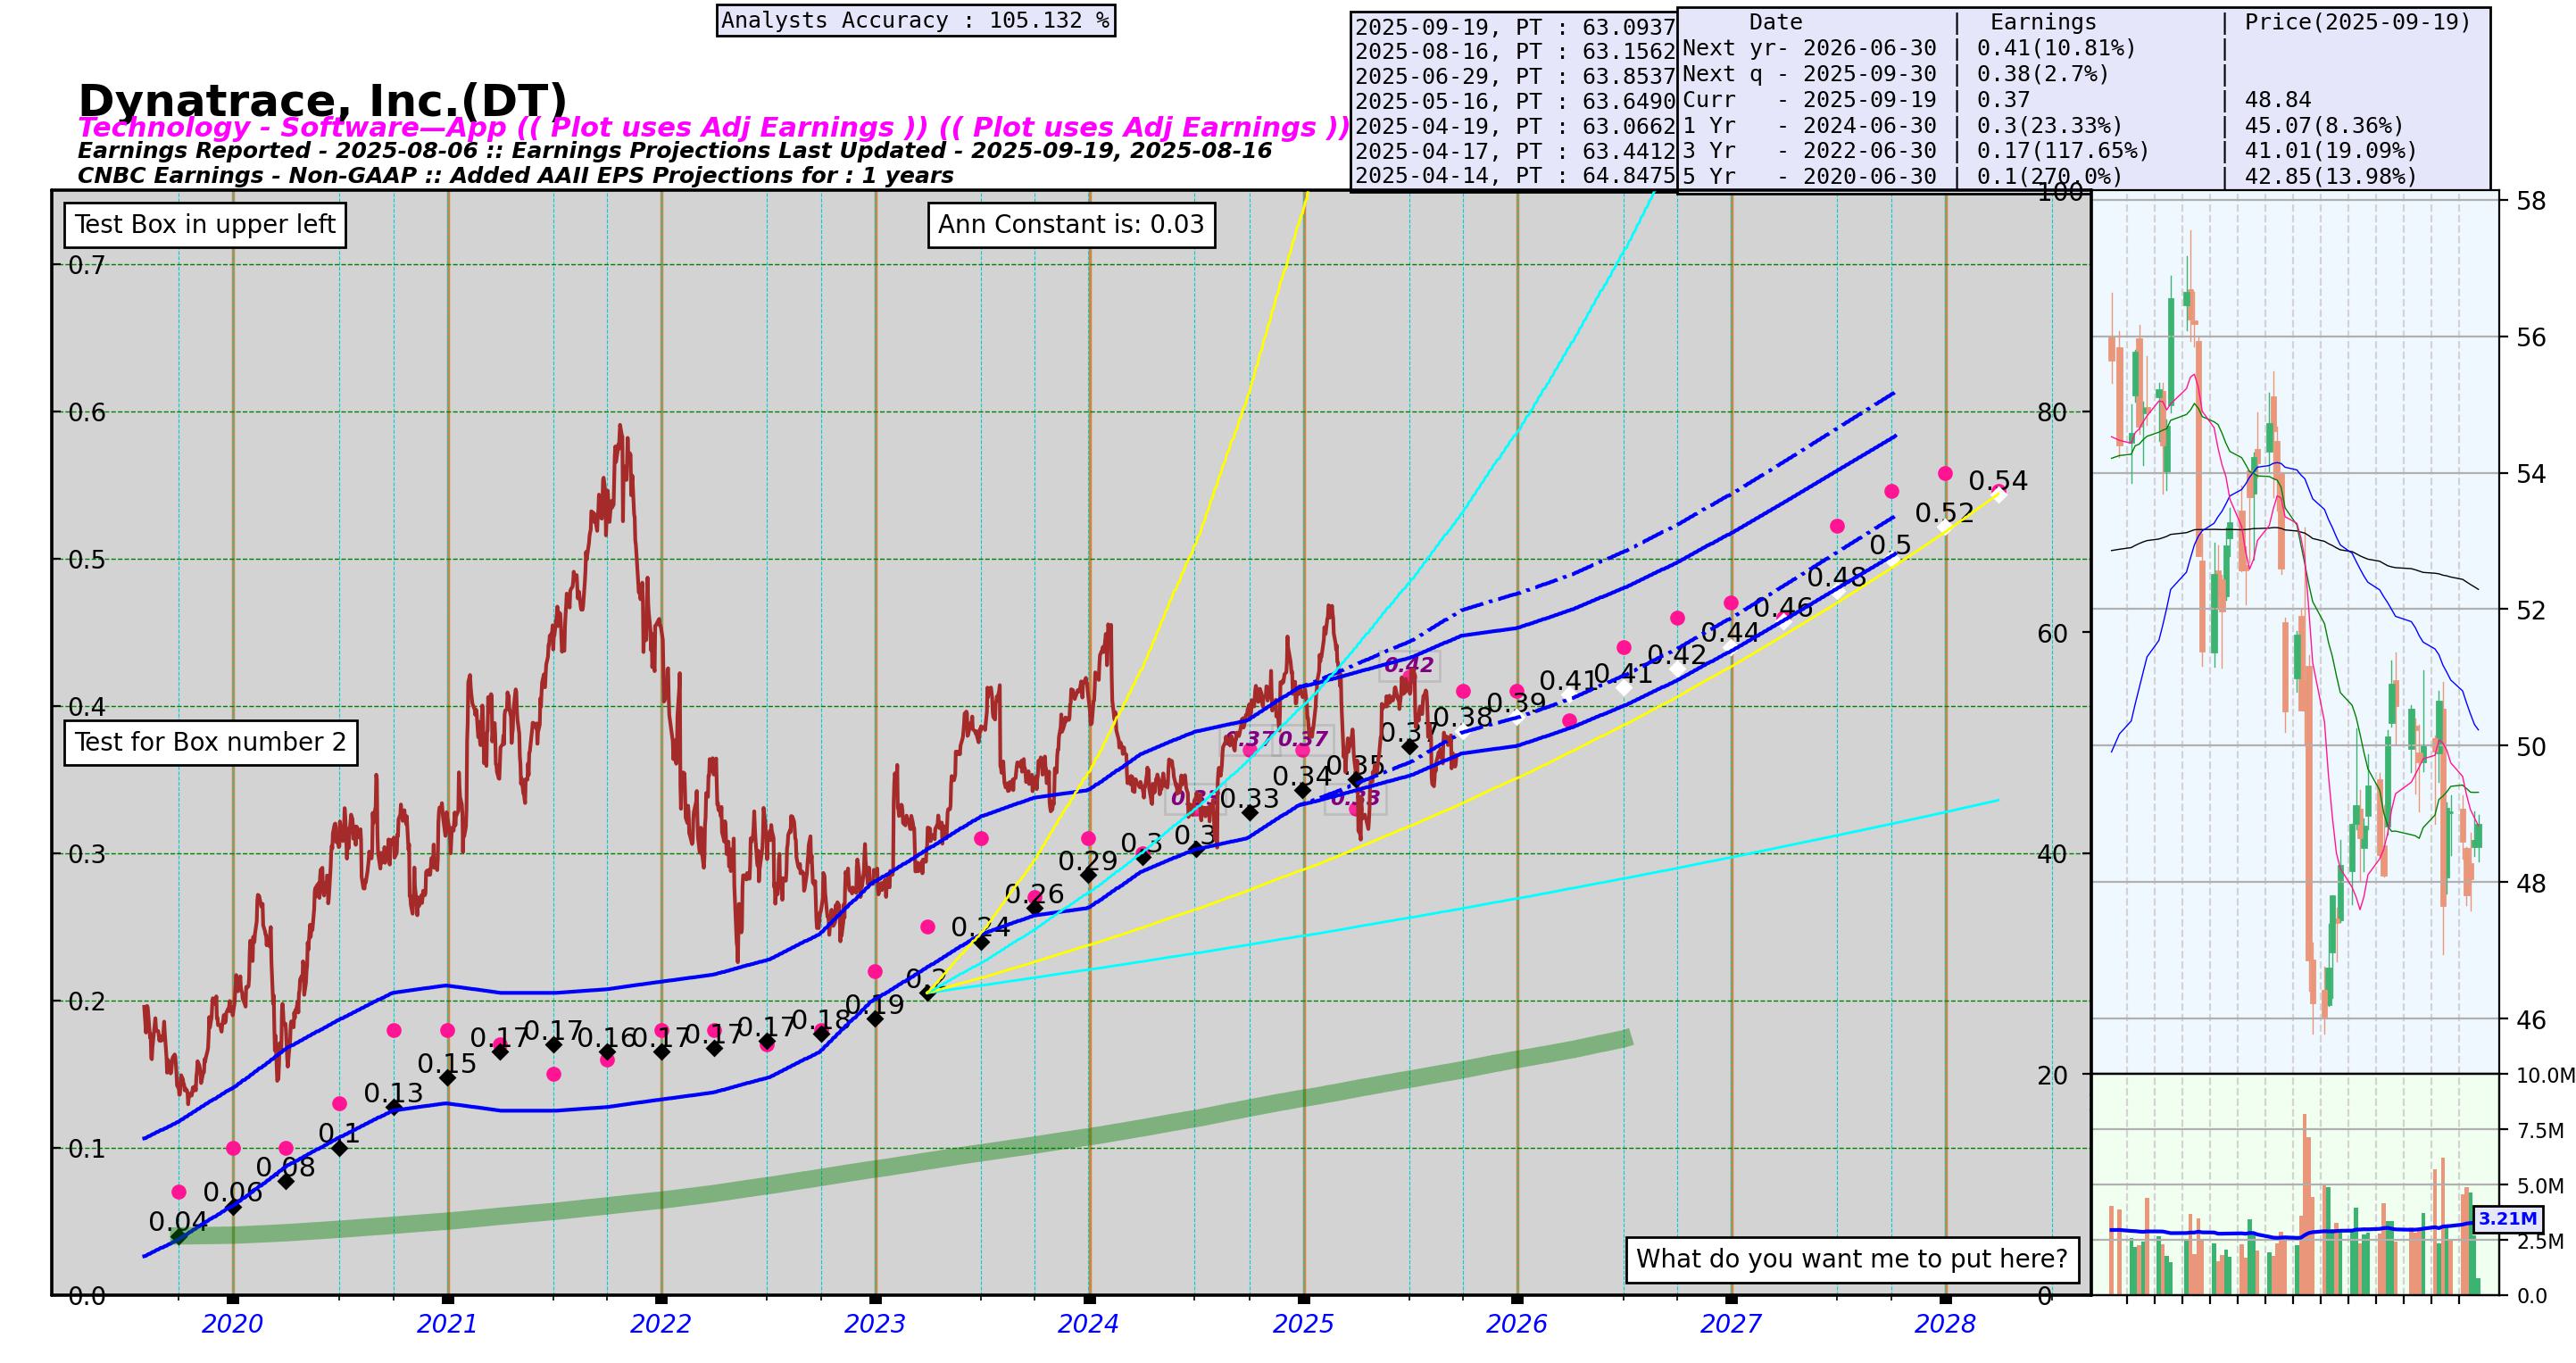 Analysts Accuracy : 105.132 %
2025-09-19, PT : 63.0937
2025-08-16, PT : 63.1562
2025-06-29, PT : 63.8537
2025-05-16, PT : 63.6490
2025-04-19, PT : 63.0662
2025-04-17, PT : 63.4412
2025-04-14, PT : 64.8475
Date | Earnings | Price(2025-09-19)
Next yr- 2026-06-30 | 0.41(10.81%) |
Next q - 2025-09-30 | 0.38(2.7%) |
Curr - 2025-09-19 | 0.37 | 48.84
1 Yr - 2024-06-30 | 0.3(23.33%) | 45.07(8.36%)
3 Yr - 2022-06-30 | 0.17(117.65%) | 41.01(19.09%)
5 Yr - 2020-06-30 | 0.1(270.0%) | 42.85(13.98%)
Dynatrace, Inc.(DT)
Technology - Software—App (( Plot uses Adj Earnings )) (( Plot uses Adj Earnings ))
Earnings Reported - 2025-08-06 :: Earnings Projections Last Updated - 2025-09-19, 2025-08-16
CNBC Earnings - Non-GAAP :: Added AAII EPS Projections for : 1 years
Test Box in upper left
Ann Constant is: 0.03
Test for Box number 2
What do you want me to put here?
0.7
0.6
0.5
0.4
0.3
0.2
0.1
0.0
0.04
0.06
0.08
0.1
0.13
0.15
0.17
0.17
0.16
0.17
0.17
0.17
0.18
0.19
0.2
0.24
0.26
0.29
0.3
0.3
0.33
0.34
0.35
0.37
0.38
0.39
0.41
0.41
0.42
0.44
0.46
0.48
0.5
0.52
0.54
0.33
0.37
0.37
0.33
0.42
100
80
60
40
20
0
2020
2021
2022
2023
2024
2025
2026
2027
2028
58
56
54
52
50
48
46
10.0M
7.5M
5.0M
3.21M
2.5M
0.0